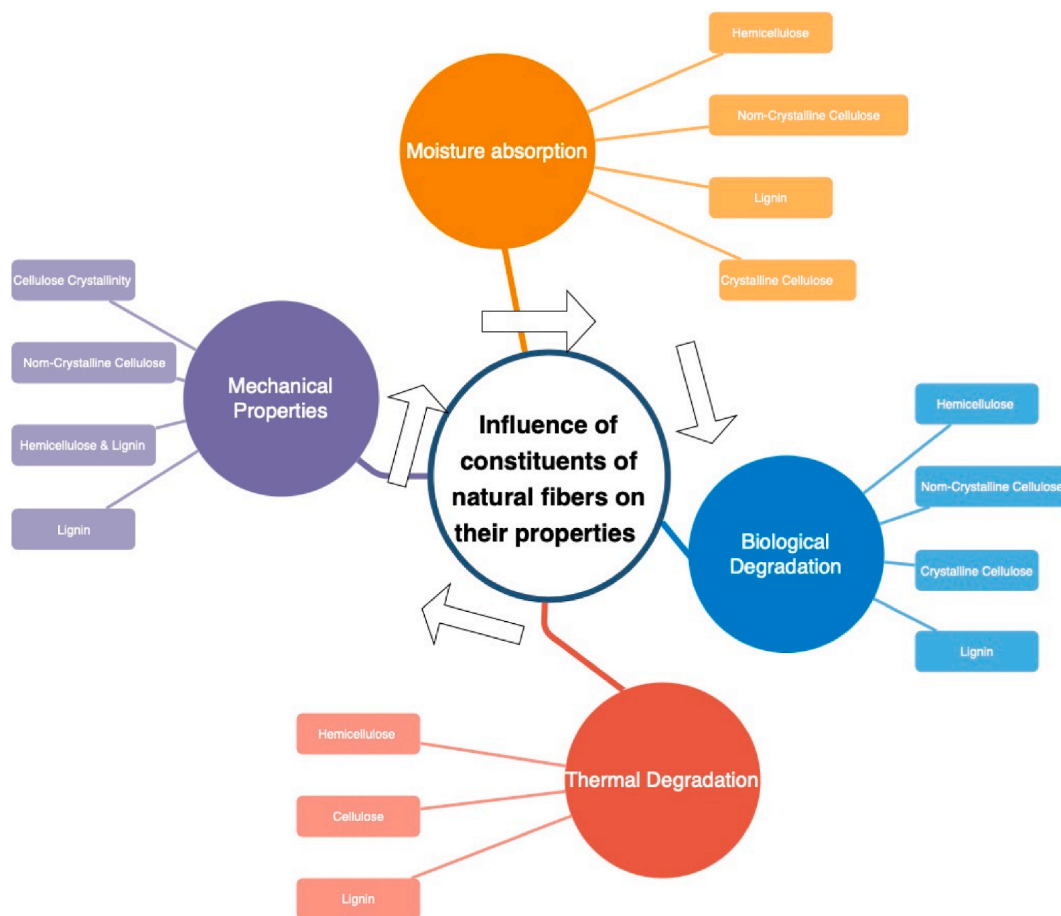 Hemicellulose
Nom-Crystalline Cellulose
Moisture absorption
Lignin
Crystalline Cellulose
Cellulose Crystallinity
Nom-Crystalline Cellulose
Mechanical
Properties
Hemicellulose & Lignin
Lignin
Influence of
constituents of
natural fibers on
their properties
Hemicellulose
Nom-Crystalline Cellulose
Biological
Degradation
Crystalline Cellulose
Lignin
Hemicellulose
Thermal Degradation
Cellulose
Lignin